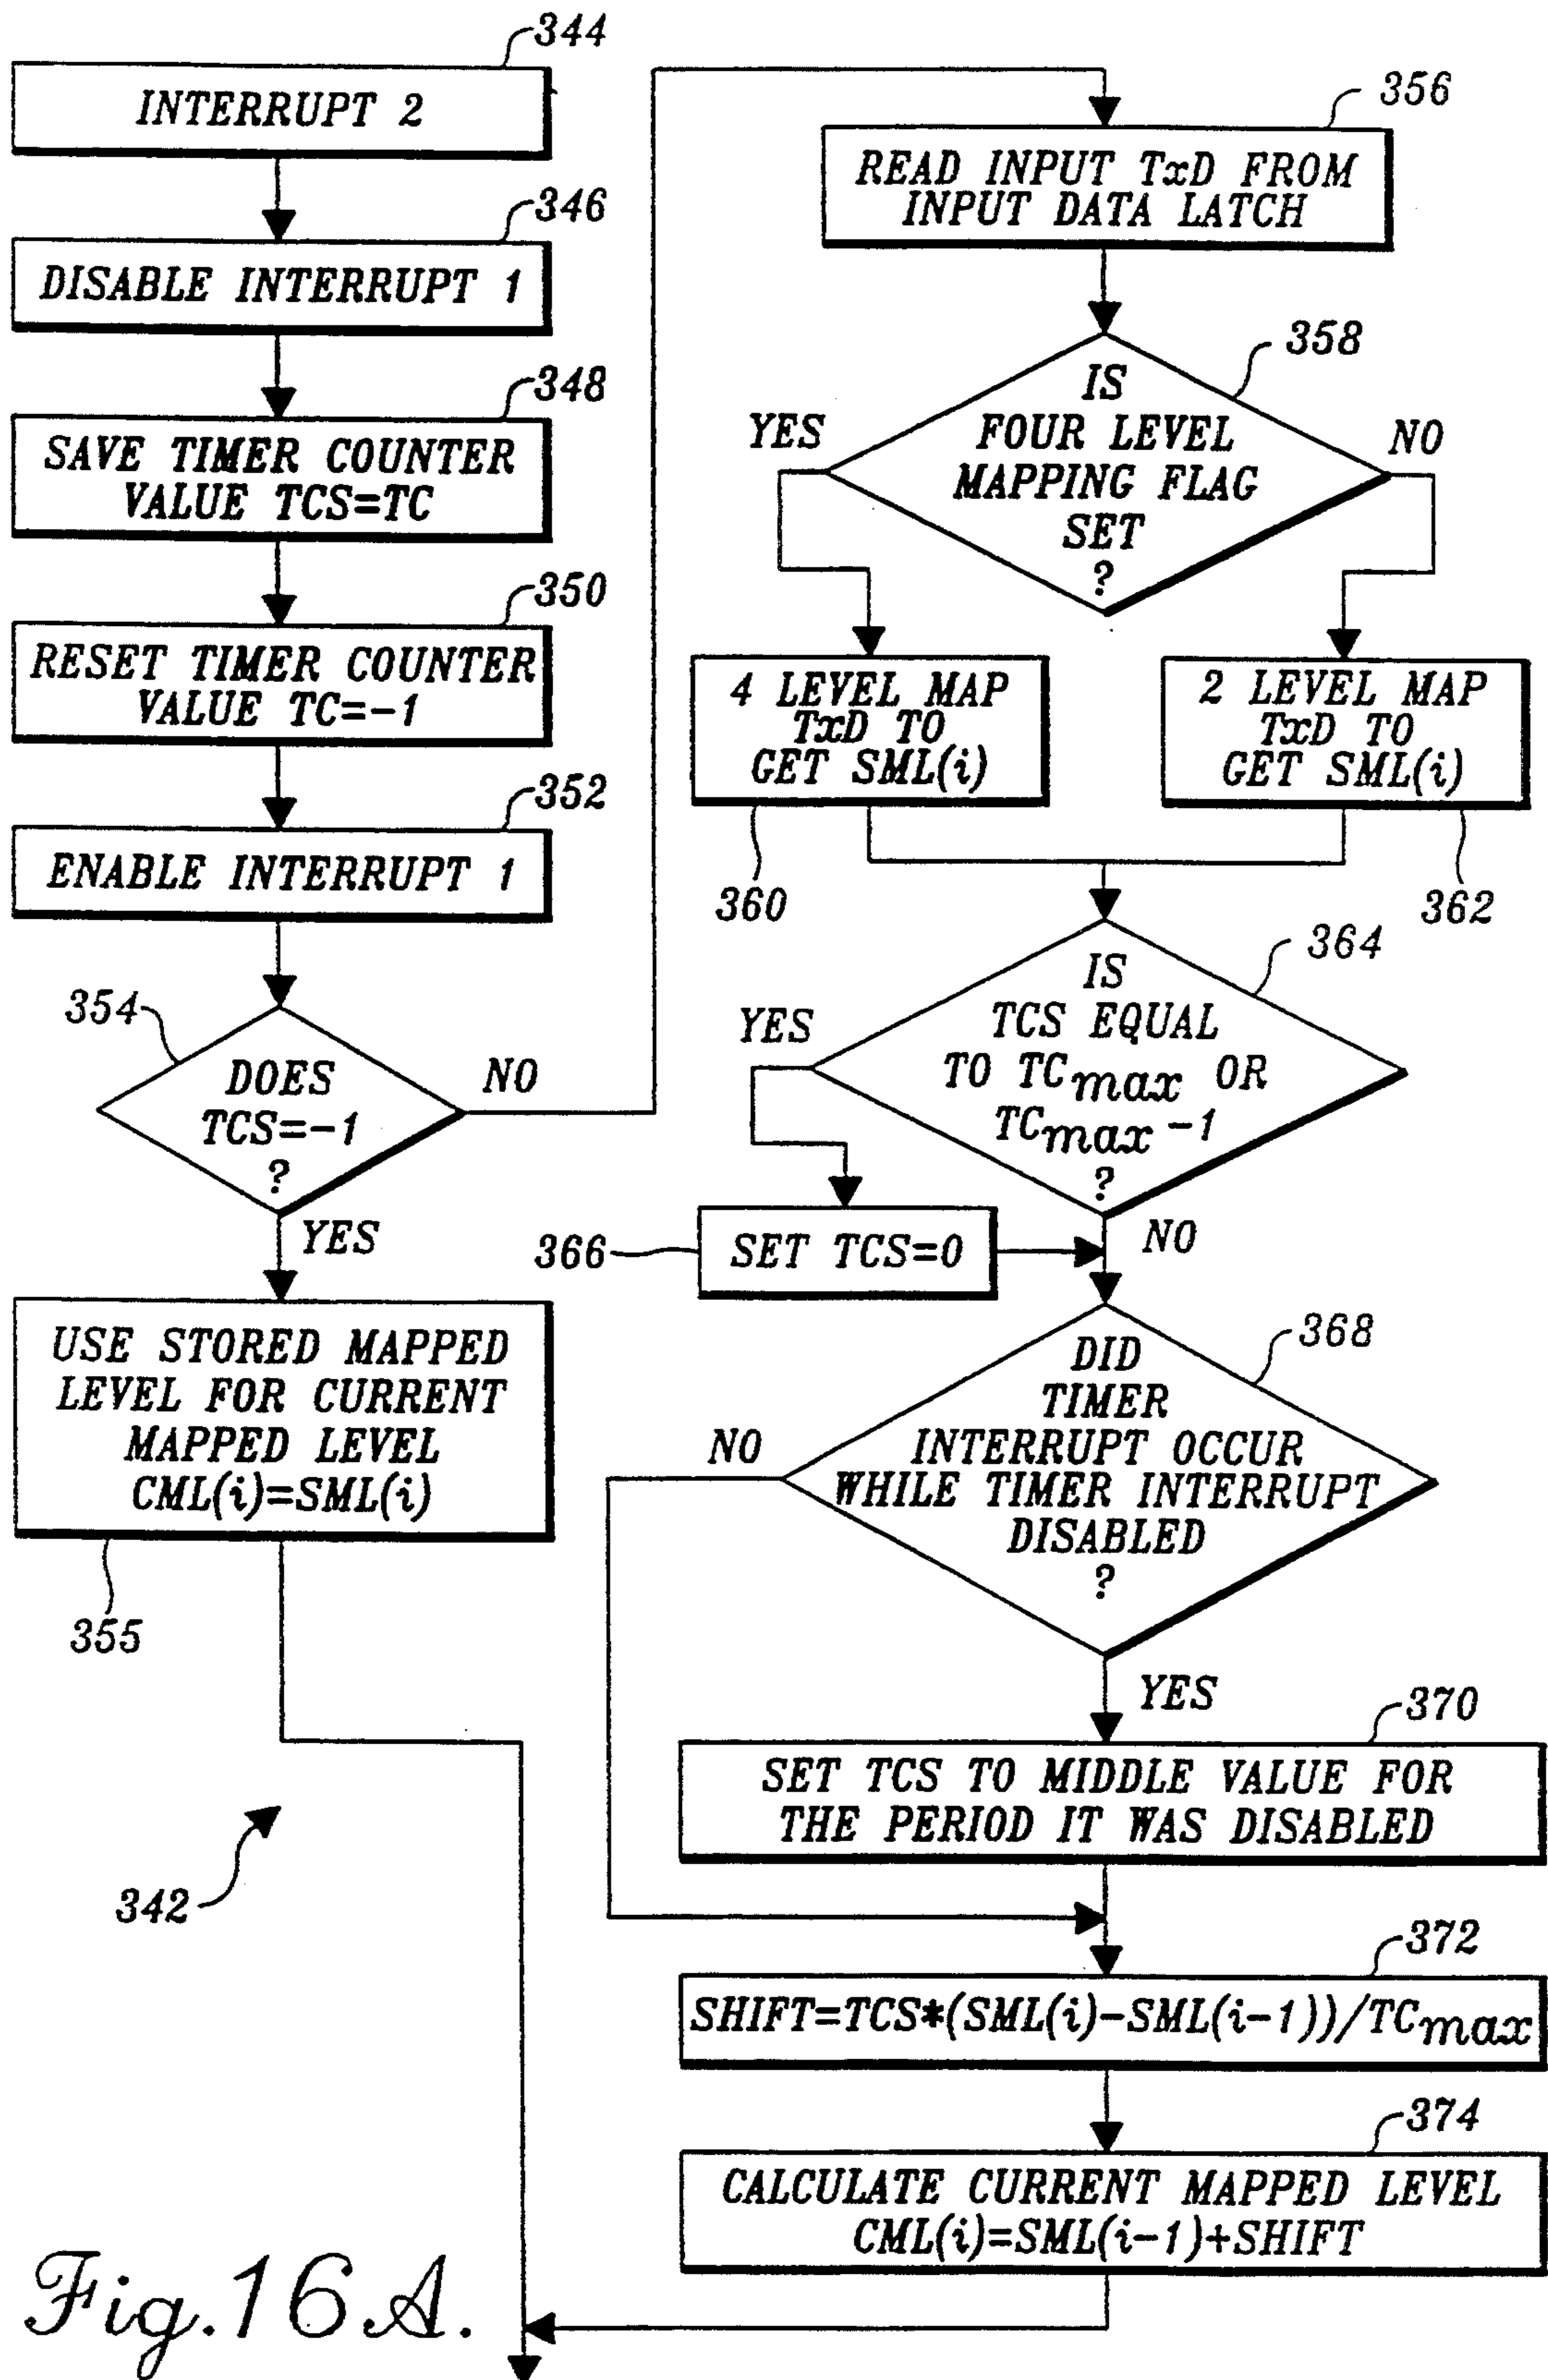 344
INTERRUPT 2
346
DISABLE INTERRUPT 1
348
SAVE TIMER COUNTER
VALUE TCS=TC
350
RESET TIMER COUNTER
VALUE TC=-1
352
ENABLE INTERRUPT 1
354
DOES
TCS=-1
?
NO
YES
USE STORED MAPPED
LEVEL FOR CURRENT
MAPPED LEVEL
CML(i)=SML(i)
355
342
356
READ INPUT TxD FROM
INPUT DATA LATCH
358
IS
FOUR LEVEL
MAPPING FLAG
SET
?
YES
NO
4 LEVEL MAP
TxD TO
GET SML(i)
360
2 LEVEL MAP
TxD TO
GET SML(i)
362
364
IS
TCS EQUAL
TO TCmax OR
TCmax -1
?
YES
NO
366
SET TCS=0
368
DID
TIMER
INTERRUPT OCCUR
WHILE TIMER INTERRUPT
DISABLED
?
NO
YES
370
SET TCS TO MIDDLE VALUE FOR
THE PERIOD IT WAS DISABLED
372
SHIFT=TCS*(SML(i)-SML(i-1))/TCmax
374
CALCULATE CURRENT MAPPED LEVEL
CML(i)=SML(i-1)+SHIFT
Fig.16A.